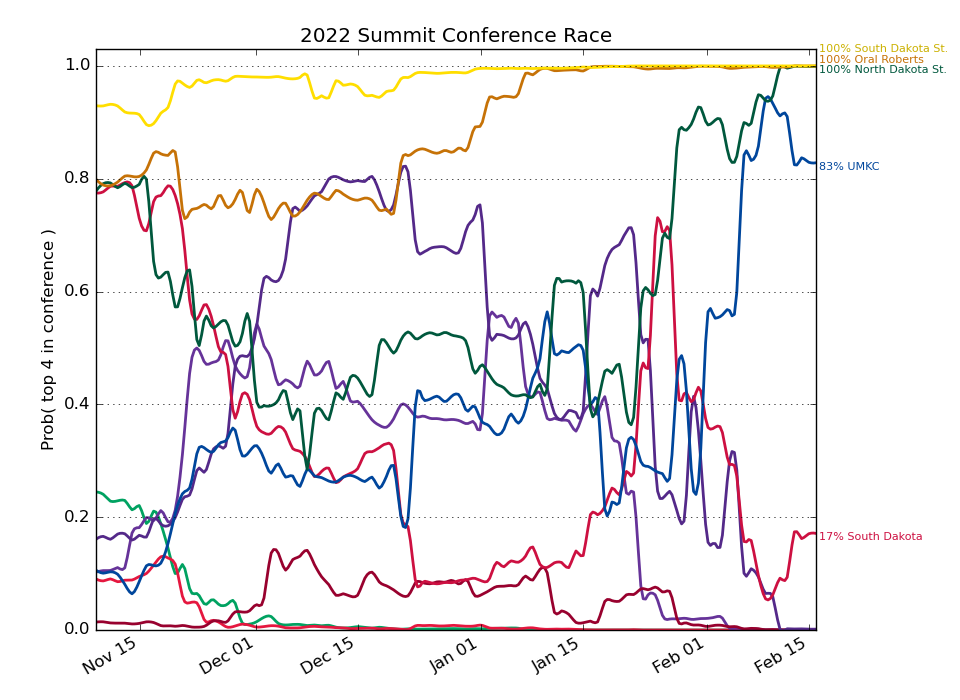 2022 Summit Conference Race
100% South Dakota St.
100% Oral Roberts
100% North Dakota St.
83% UMKC
17% South Dakota
Prob( top 4 in conference )
1.0
0.8
0.6
0.4
0.2
0.0
Nov 15
Dec 01
Dec 15
Jan 01
Jan 15
Feb 01
Feb 15